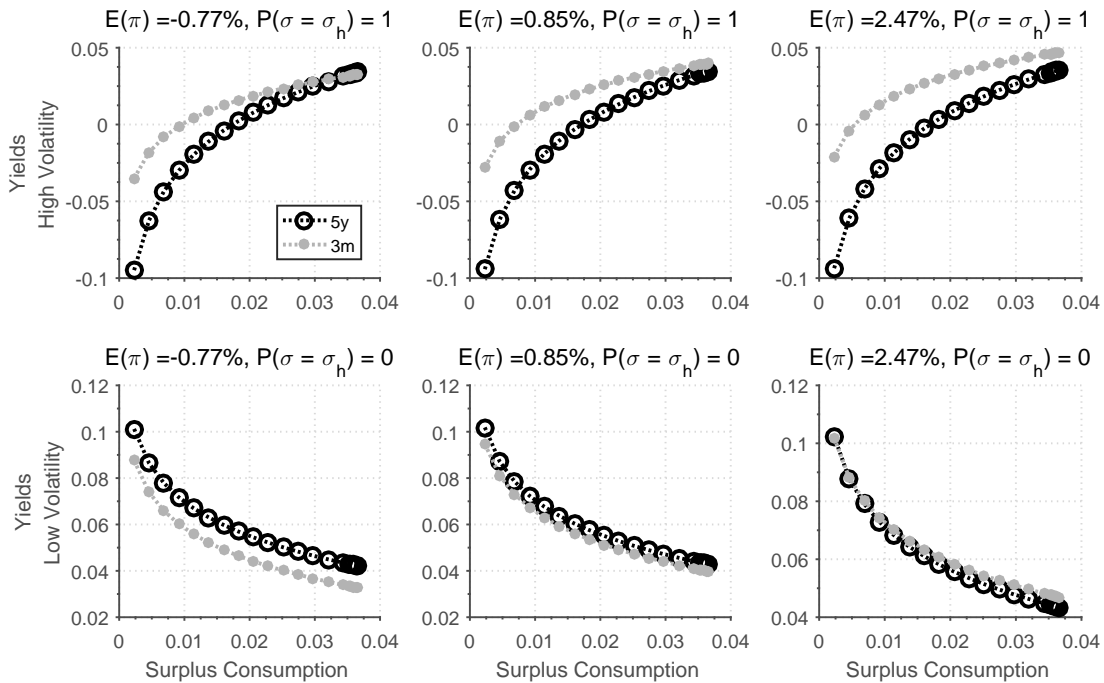 E(π) =-0.77%, P(σ = σh) = 1
E(π) =0.85%, P(σ = σh) = 1
E(π) =2.47%, P(σ = σh) = 1
Yields
High Volatility
0.05
0
-0.05
-0.1
0 0.01 0.02 0.03 0.04
5y
3m
0.05
0
-0.05
-0.1
0 0.01 0.02 0.03 0.04
0.05
0
-0.05
-0.1
0 0.01 0.02 0.03 0.04
E(π) =-0.77%, P(σ = σh) = 0
E(π) =0.85%, P(σ = σh) = 0
E(π) =2.47%, P(σ = σh) = 0
Yields
Low Volatility
0.12
0.1
0.08
0.06
0.04
0.02
0 0.01 0.02 0.03 0.04
Surplus Consumption
0.12
0.1
0.08
0.06
0.04
0.02
0 0.01 0.02 0.03 0.04
Surplus Consumption
0.12
0.1
0.08
0.06
0.04
0 0.01 0.02 0.03 0.04
Surplus Consumption